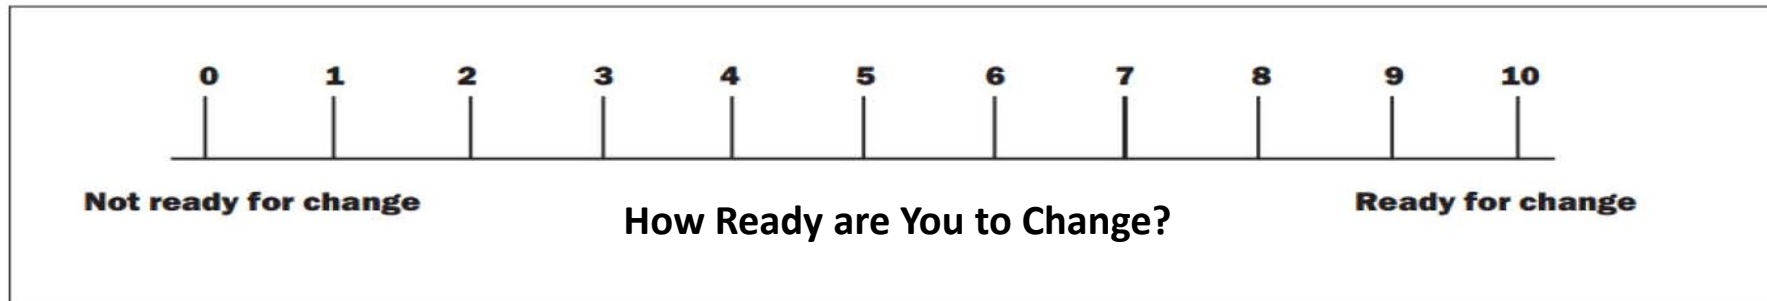 0 1 2 3 4 5 6 7 8 9 10
Not ready for change
Ready for change
How Ready are You to Change?